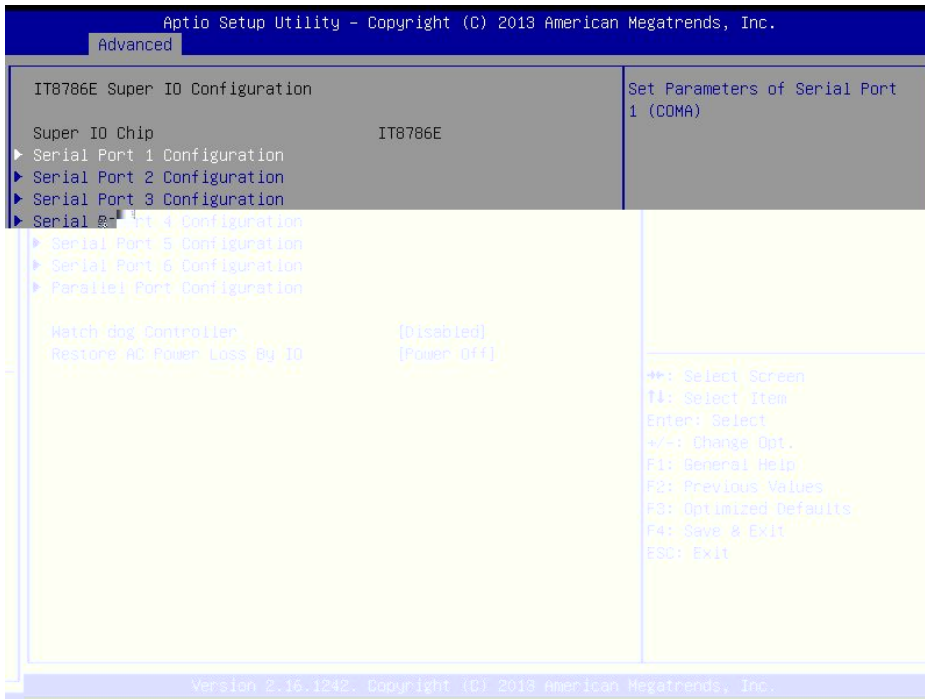 Aptio Setup Utility – Copyright (C) 2013 American Megatrends, Inc.
Advanced
IT8786E Super IO Configuration
Super IO Chip IT8786E
▶ Serial Port 1 Configuration
▶ Serial Port 2 Configuration
▶ Serial Port 3 Configuration
▶ Serial Port 4 Configuration
▶ Serial Port 5 Configuration
▶ Serial Port 6 Configuration
▶ Parallel Port Configuration
Watch dog Controller [Disabled]
Restore AC Power Loss By IO [Power Off]
Set Parameters of Serial Port
1 (COMA)
→←: Select Screen
↑↓: Select Item
Enter: Select
+/-: Change Opt.
F1: General Help
F2: Previous Values
F3: Optimized Defaults
F4: Save & Exit
ESC: Exit
Version 2.16.1242. Copyright (C) 2013 American Megatrends, Inc.